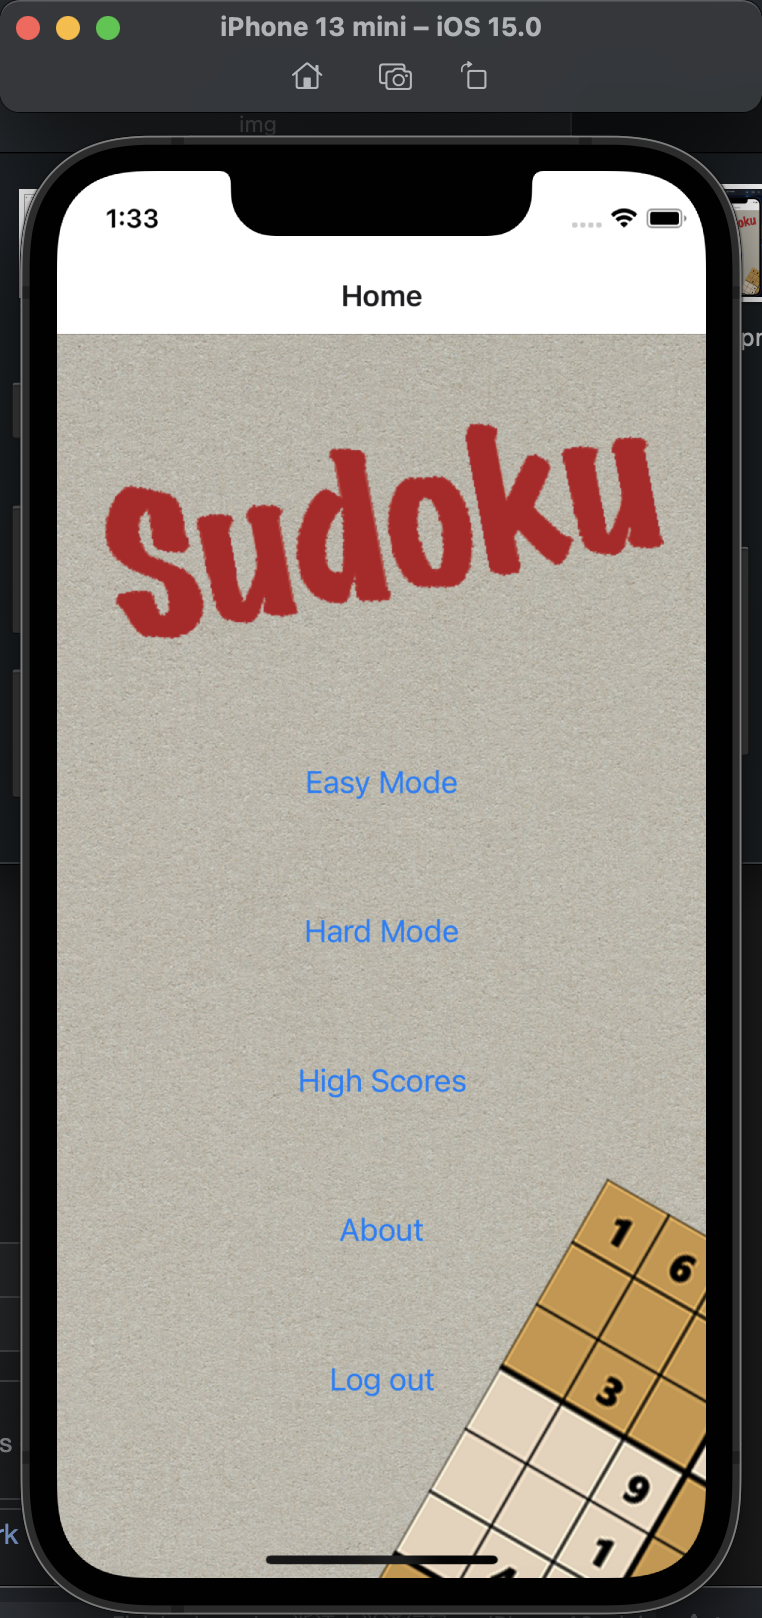 iPhone 13 mini – iOS 15.0
img
1:33
Home
Sudoku
Easy Mode
Hard Mode
High Scores
About
Log out
1 6
3
9
1
4